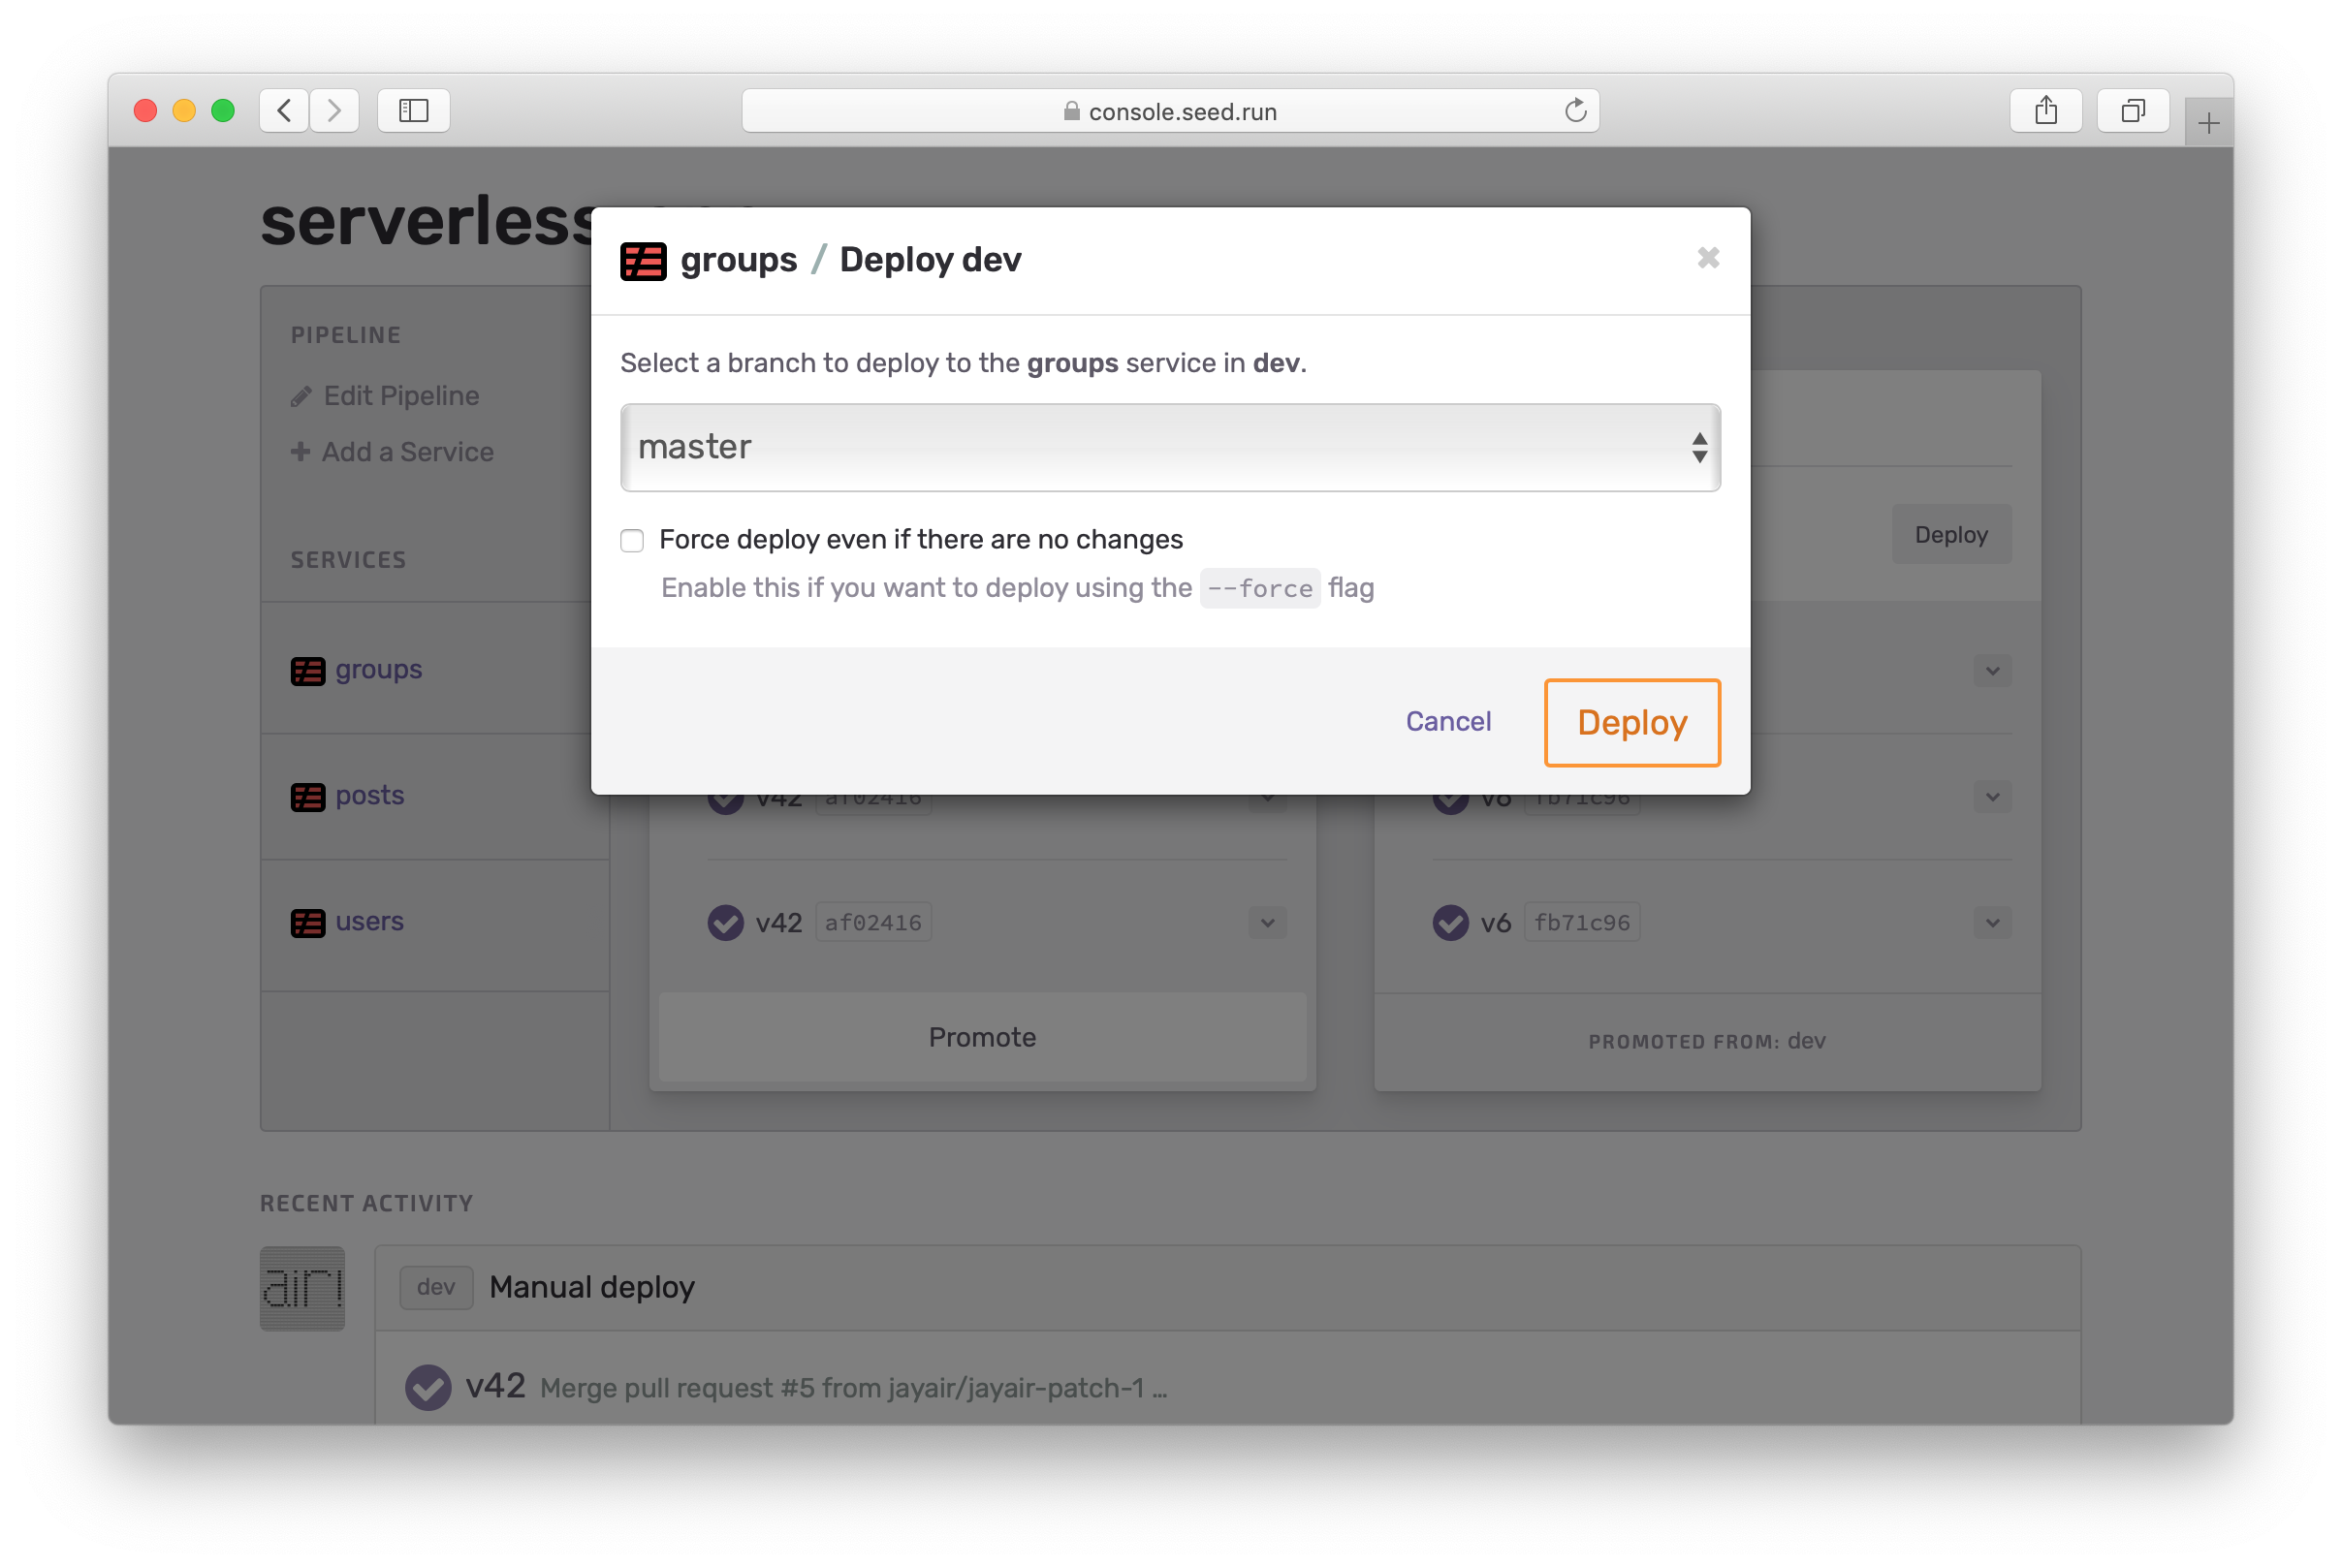 console.seed.run
serverless
groups / Deploy dev
Select a branch to deploy to the groups service in dev.
master
Force deploy even if there are no changes
Enable this if you want to deploy using the --force flag
Cancel
Deploy
PIPELINE
Edit Pipeline
Add a Service
SERVICES
groups
posts
users
Deploy
v42 af02416
v6 fb71c96
v42 af02416
v6 fb71c96
Promote
PROMOTED FROM: dev
RECENT ACTIVITY
dev Manual deploy
v42 Merge pull request #5 from jayair/jayair-patch-1 ...